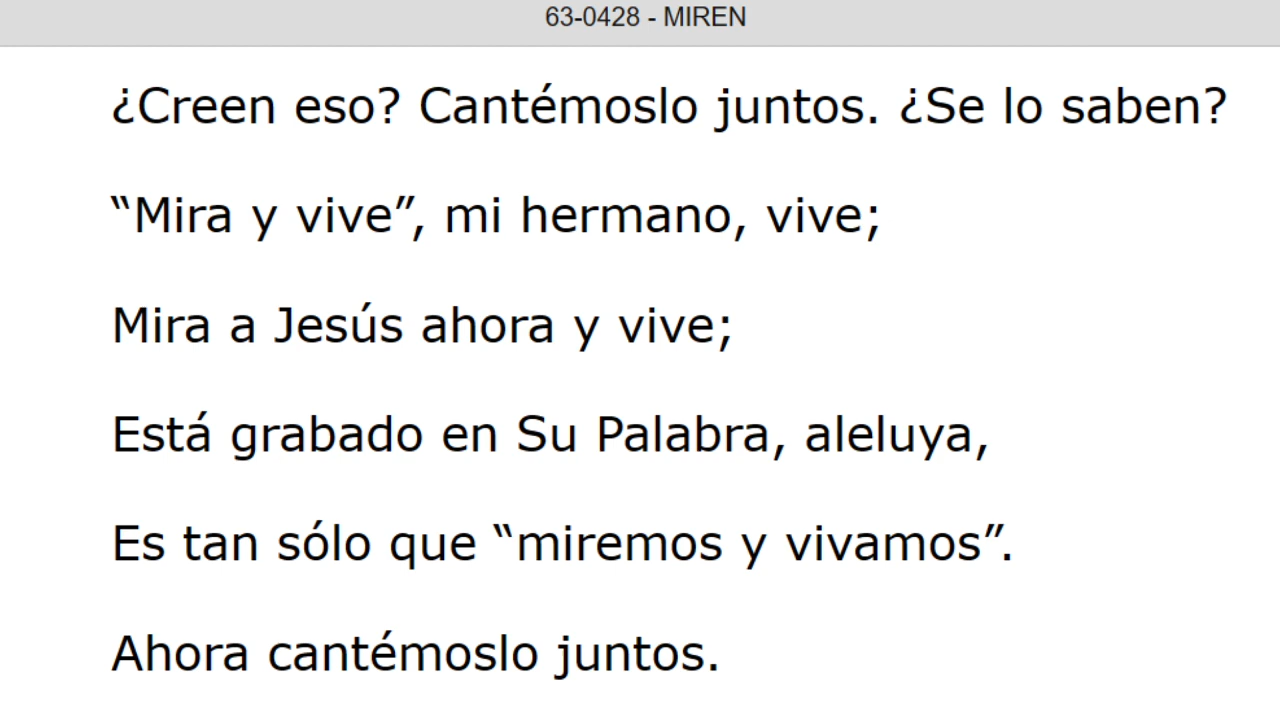 63-0428 - MIREN
¿Creen eso? Cantémoslo juntos. ¿Se lo saben?
“Mira y vive”, mi hermano, vive;
Mira a Jesús ahora y vive;
Está grabado en Su Palabra, aleluya,
Es tan sólo que “miremos y vivamos”.
Ahora cantémoslo juntos.